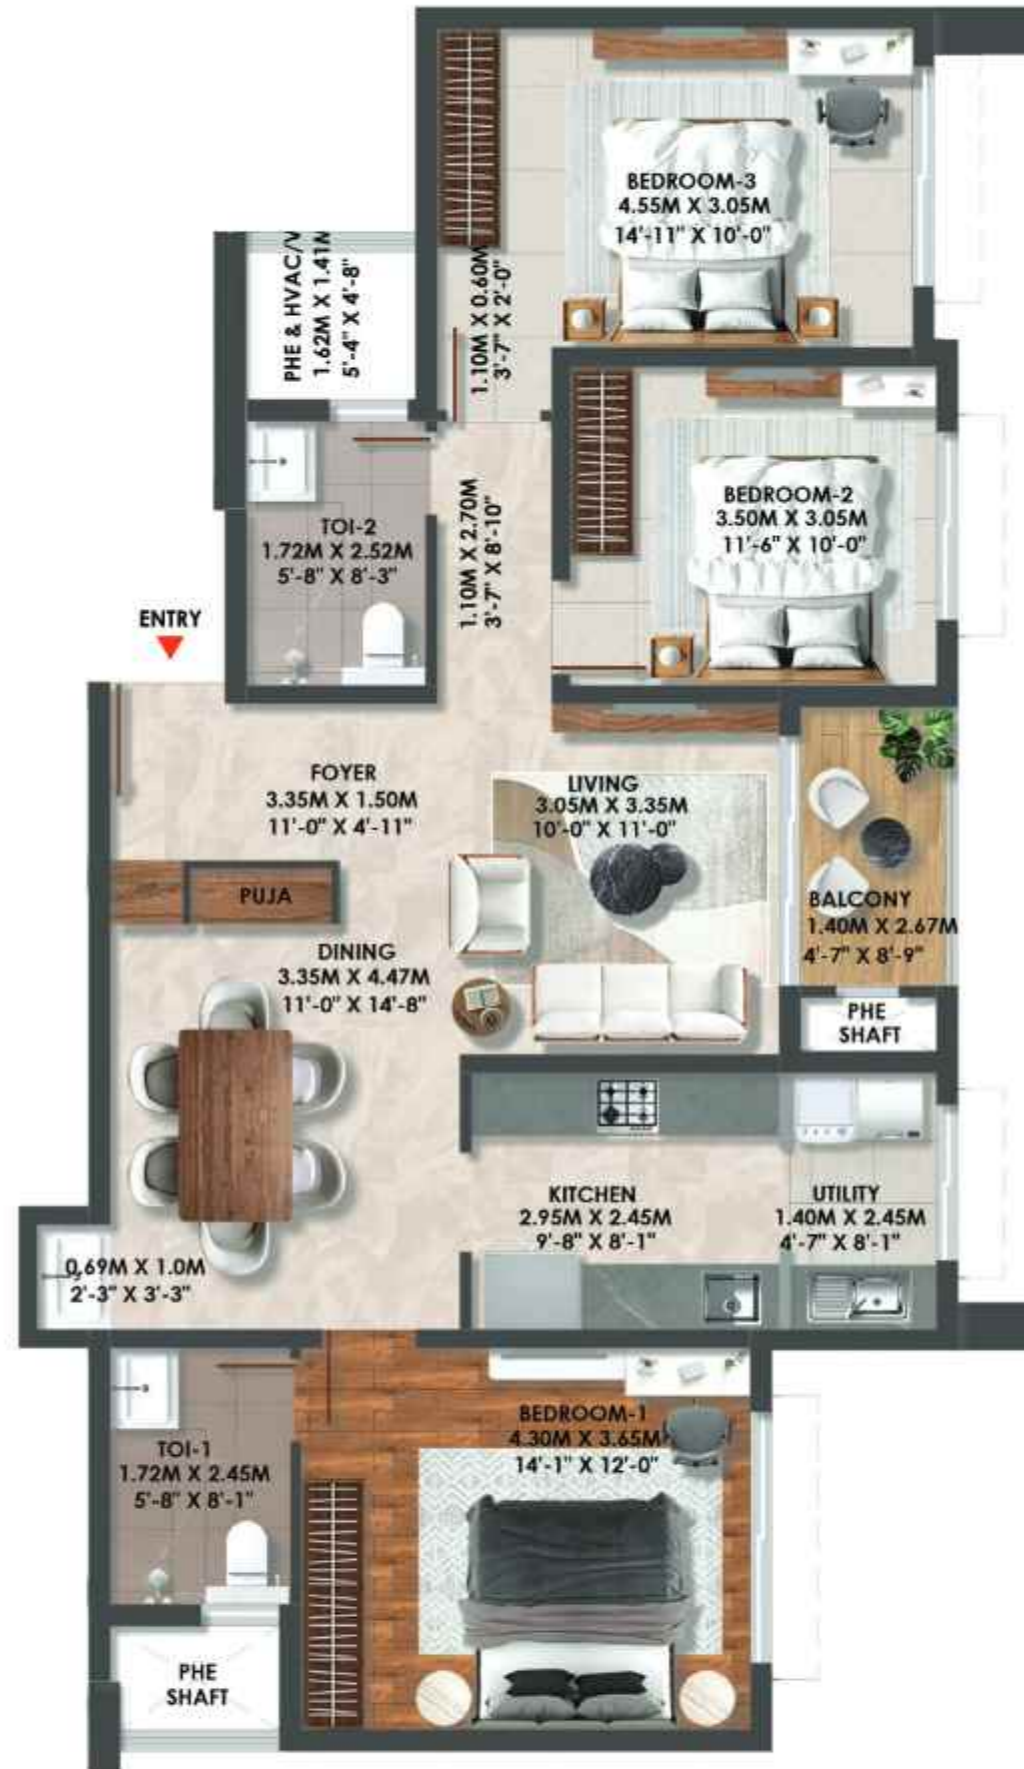 BEDROOM-3
4.55M X 3.05M
14'-11" X 10'-0"
PHE & HVAC/V
1.62M X 1.41M
5'-4" X 4'-8"
1.10M X 0.60M
3'-7" X 2'-0"
BEDROOM-2
3.50M X 3.05M
11'-6" X 10'-0"
TOI-2
1.72M X 2.52M
5'-8" X 8'-3"
1.10M X 2.70M
3'-7" X 8'-10"
ENTRY
FOYER
3.35M X 1.50M
11'-0" X 4'-11"
LIVING
3.05M X 3.35M
10'-0" X 11'-0"
PUJA
BALCONY
1.40M X 2.67M
4'-7" X 8'-9"
DINING
3.35M X 4.47M
11'-0" X 14'-8"
PHE
SHAFT
KITCHEN
2.95M X 2.45M
9'-8" X 8'-1"
UTILITY
1.40M X 2.45M
4'-7" X 8'-1"
0.69M X 1.0M
2'-3" X 3'-3"
BEDROOM-1
4.30M X 3.65M
14'-1" X 12'-0"
TOI-1
1.72M X 2.45M
5'-8" X 8'-1"
PHE
SHAFT